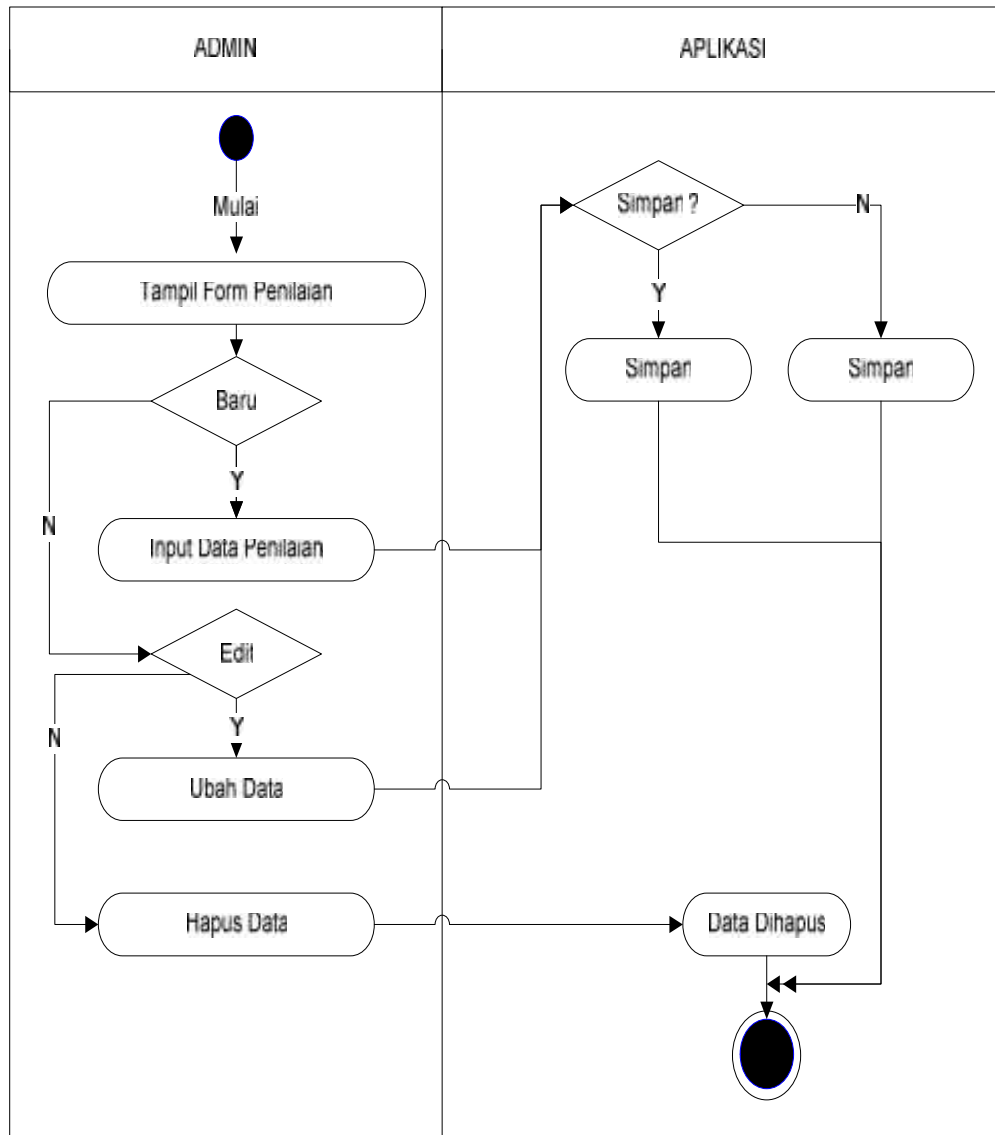 ADMIN
APLIKASI
Mulai
Tampil Form Penilaian
Baru
Y
N
Input Data Penilaian
Edit
Y
N
Ubah Data
Hapus Data
Simpan ?
N
Y
Simpan
Simpan
Data Dihapus